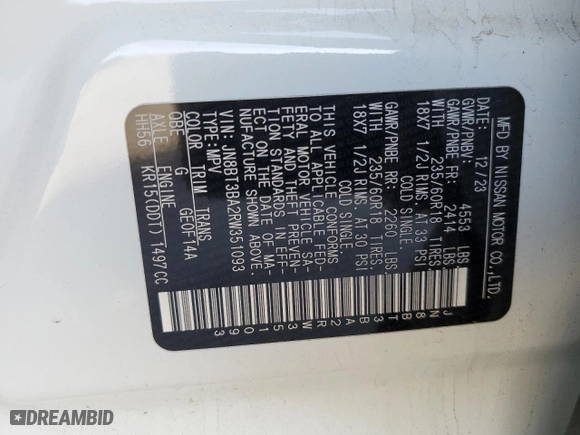 MFD BY NISSAN MOTOR CO., LTD.
DATE: 12/23
GVWR/PNBV: 4553 LBS.
GAWR/PNBE FR: 2414 LBS.
WITH 235/60R18 TIRES,
18X7 1/2J RIMS, AT 33 PSI
COLD SINGLE.
GAWR/PNBE RR: 2260 LBS.
WITH 235/60R18 TIRES,
18X7 1/2J RIMS, AT 30 PSI
COLD SINGLE.
THIS VEHICLE CONFORMS
TO ALL APPLICABLE FED-
ERAL MOTOR VEHICLE SA-
FETY AND THEFT PREVEN-
TION STANDARDS IN EFF-
ECT ON THE DATE OF MA-
NUFACTURE SHOWN ABOVE.
VIN: JN8BT3BA2RW351093
TYPE: MPV
COLOR TRIM TRANS
QBE G GE0F14A
AXLE ENGINE
HH56 KR15(DDT) 1497CC
JN8BT3BA2RW351093
DREAMBID